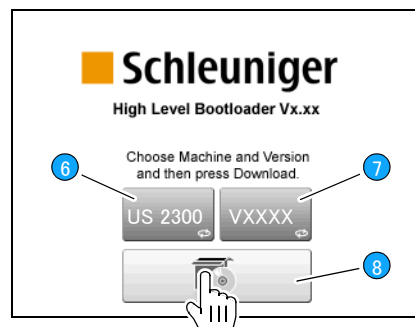 Schleuniger
High Level Bootloader Vx.xx
Choose Machine and Version
and then press Download.
6
7
US 2300
VXXXX
8